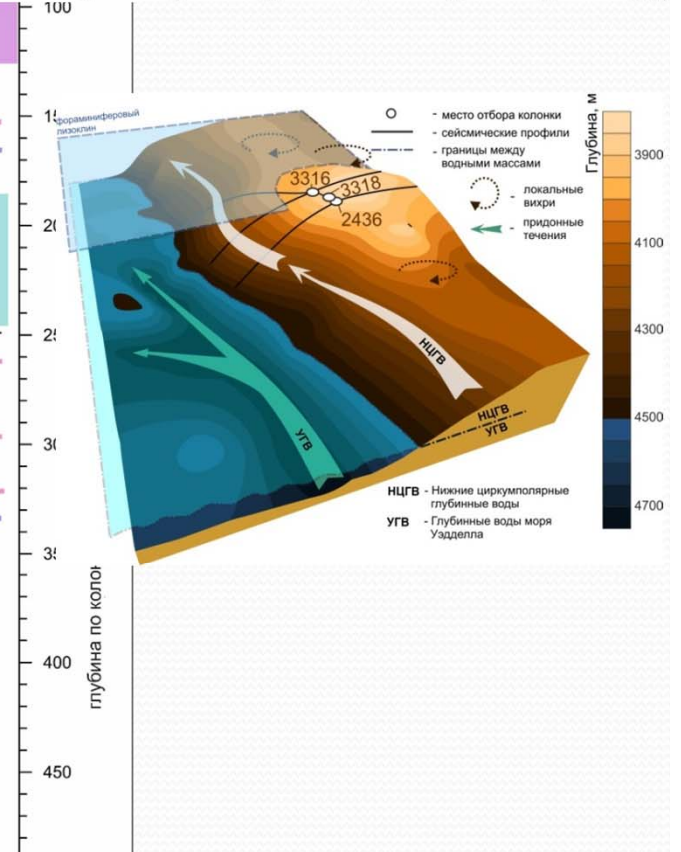 100
фораминиферовый
лизоклин
3316
3318
2436
НЦГВ
УГВ
НЦГВ
УГВ
- место отбора колонки
- сейсмические профили
- границы между
водными массами
- локальные
вихри
- придонные
течения
Глубина, м
3900
4100
4300
4500
4700
НЦГВ - Нижние циркумполярные
глубинные воды
УГВ - Глубинные воды моря
Уэдделла
глубина по
400
450